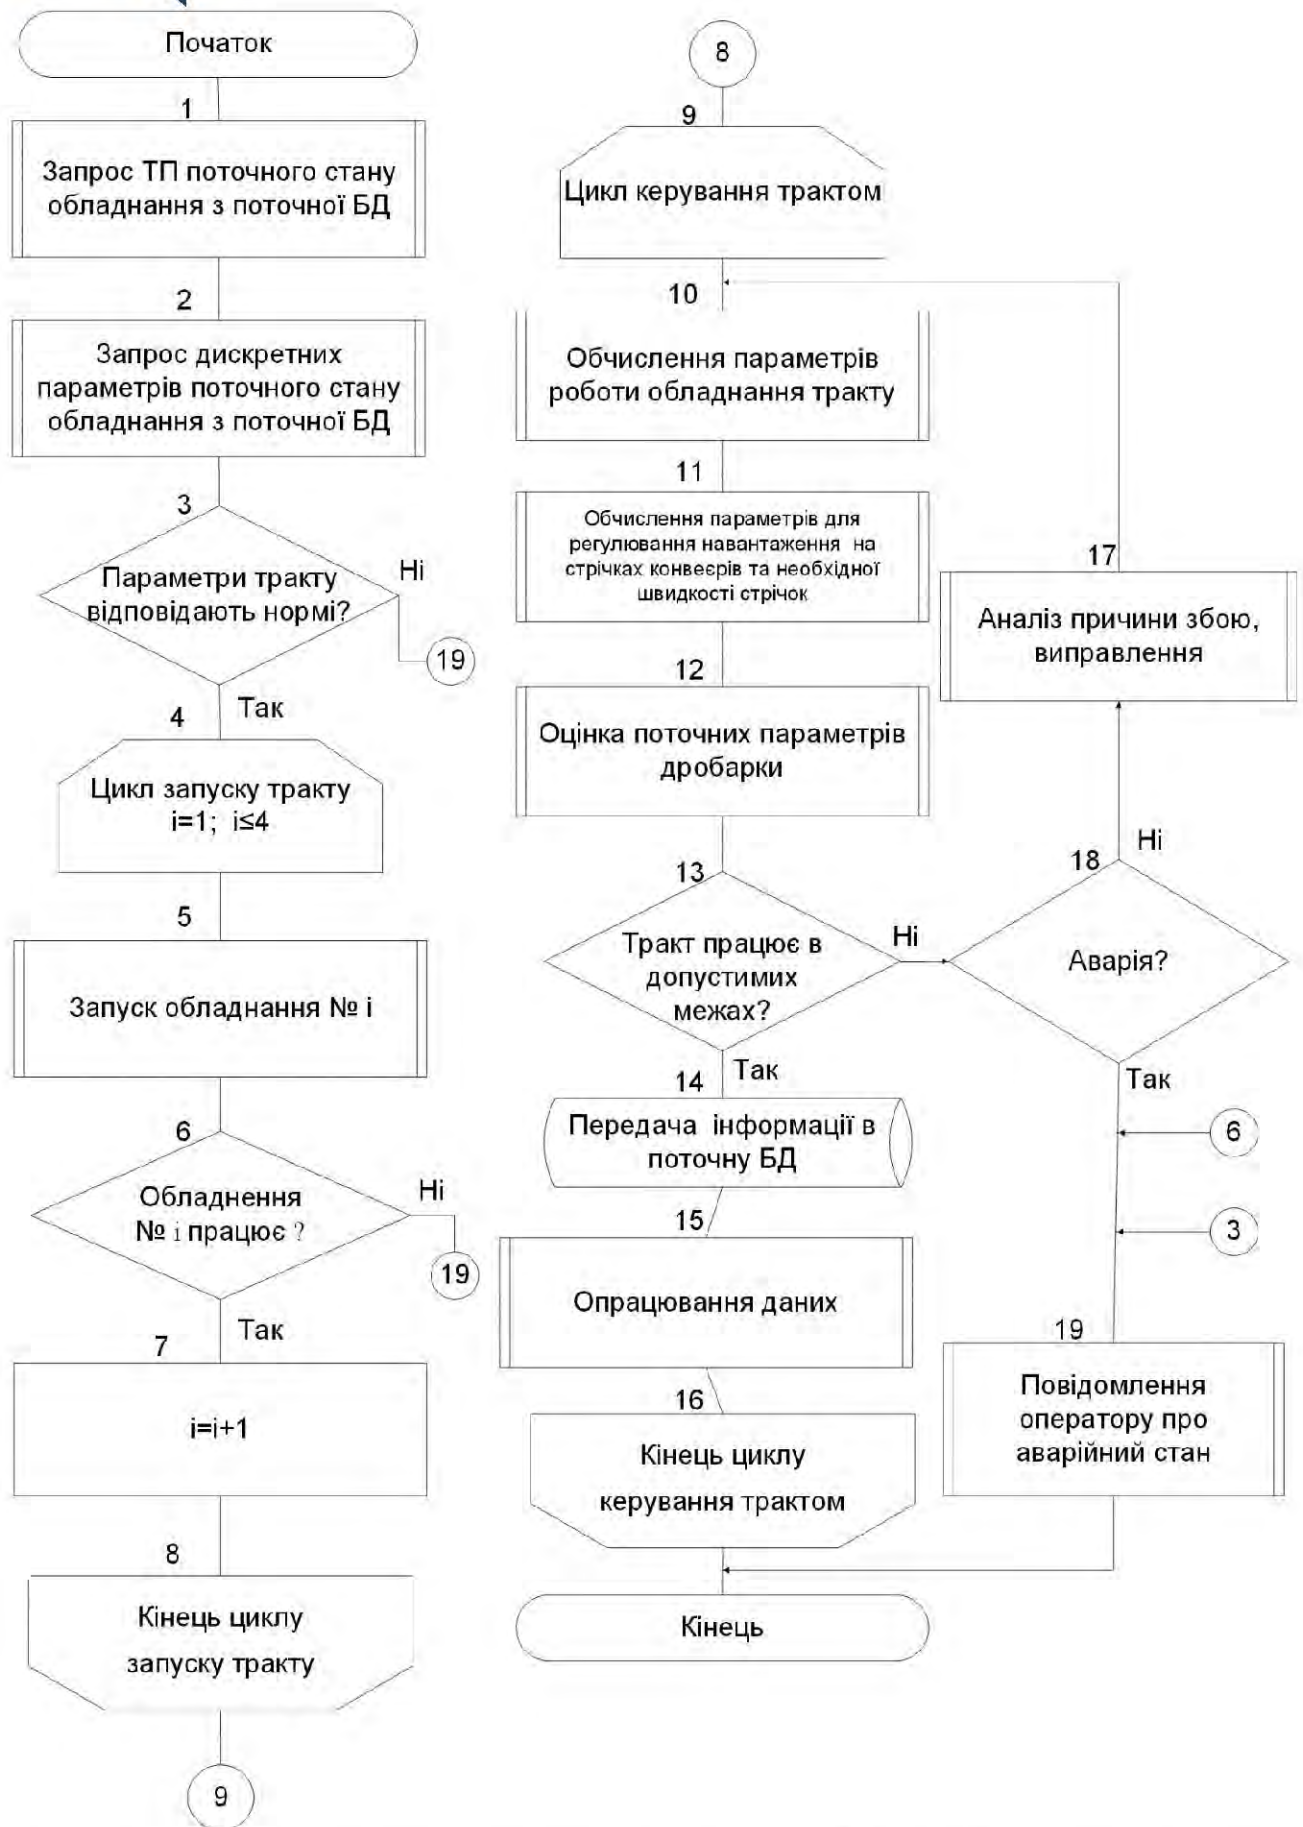 Початок
1
Запрос ТП поточного стану
обладнання з поточної БД
2
Запрос дискретних
параметрів поточного стану
обладнання з поточної БД
3
Параметри тракту
відповідають нормі?
Ні
19
Так
4
Цикл запуску тракту
i=1; i≤4
5
Запуск обладнання № і
6
Обладнення
№ і працює ?
Ні
19
Так
7
i=i+1
8
Кінець циклу
запуску тракту
9
8
9
Цикл керування трактом
10
Обчислення параметрів
роботи обладнання тракту
11
Обчислення параметрів для
регулювання навантаження на
стрічках конвеєрів та необхідної
швидкості стрічок
12
Оцінка поточних параметрів
дробарки
13
Тракт працює в
допустимих
межах?
Ні
Так
14
Передача інформації в
поточну БД
15
Опрацювання даних
16
Кінець циклу
керування трактом
Кінець
17
Аналіз причини збою,
виправлення
Ні
18
Аварія?
Так
6
3
19
Повідомлення
оператору про
аварійний стан